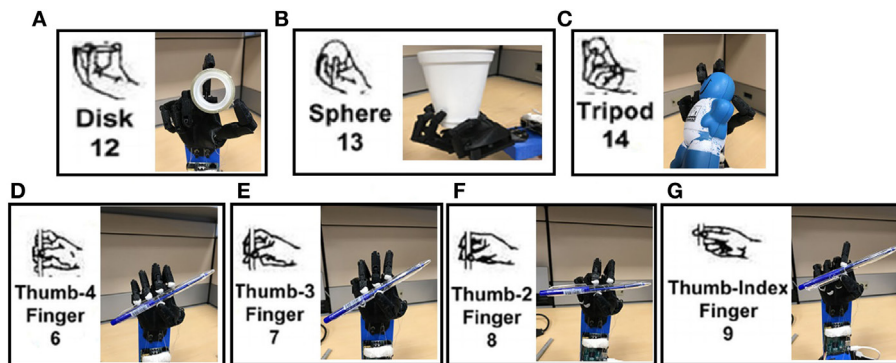 A
B
C
Disk
12
Sphere
13
Tripod
14
D
E
F
G
Thumb-4
Finger
6
Thumb-3
Finger
7
Thumb-2
Finger
8
Thumb-Index
Finger
9